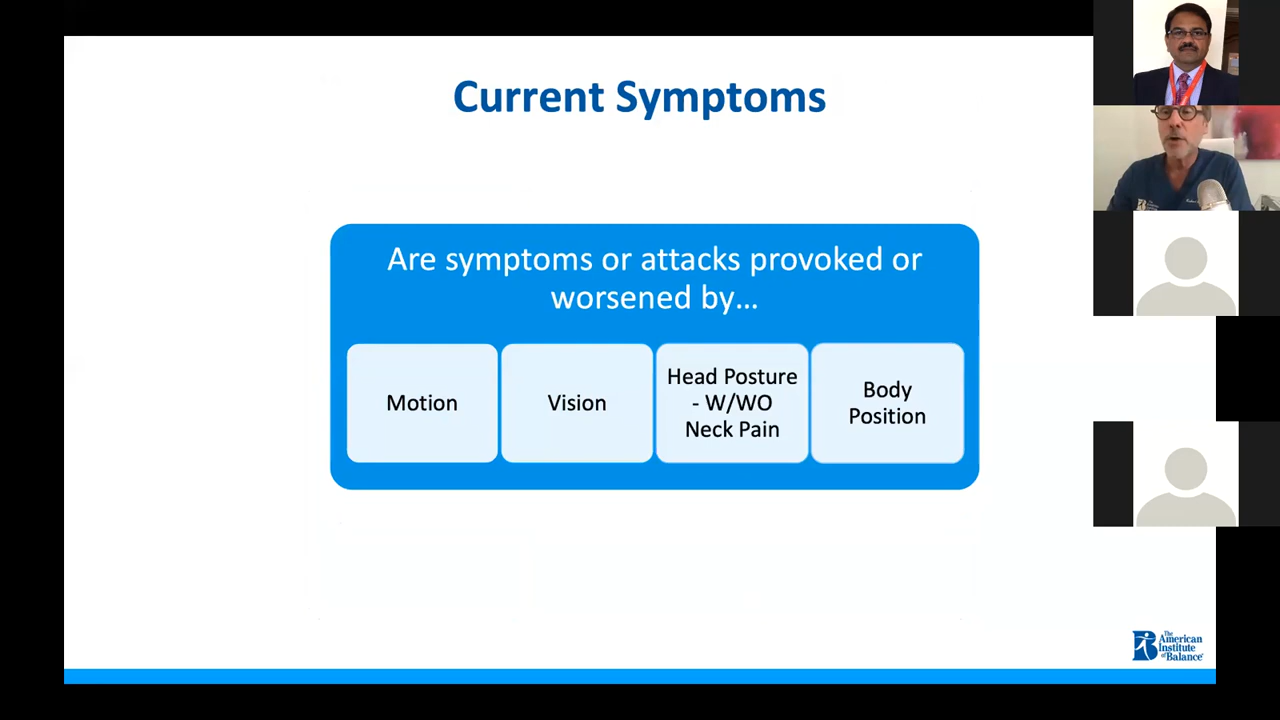 Current Symptoms
Are symptoms or attacks provoked or
worsened by...
Motion
Vision
Head Posture
- W/WO
Neck Pain
Body
Position
The
American
Institute
of Balance